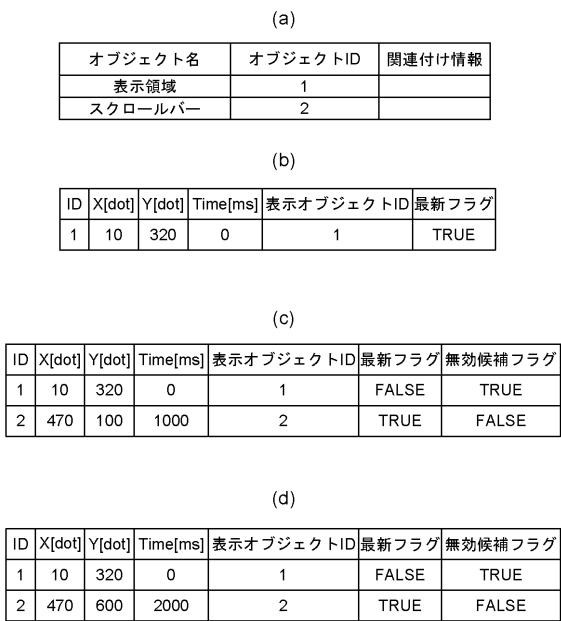 (a)
オブジェクト名 オブジェクトID 関連付け情報
表示領域 1
スクロールバー 2
(b)
ID X[dot] Y[dot] Time[ms] 表示オブジェクトID 最新フラグ
1 10 320 0 1 TRUE
(c)
ID X[dot] Y[dot] Time[ms] 表示オブジェクトID 最新フラグ 無効候補フラグ
1 10 320 0 1 FALSE TRUE
2 470 100 1000 2 TRUE FALSE
(d)
ID X[dot] Y[dot] Time[ms] 表示オブジェクトID 最新フラグ 無効候補フラグ
1 10 320 0 1 FALSE TRUE
2 470 600 2000 2 TRUE FALSE